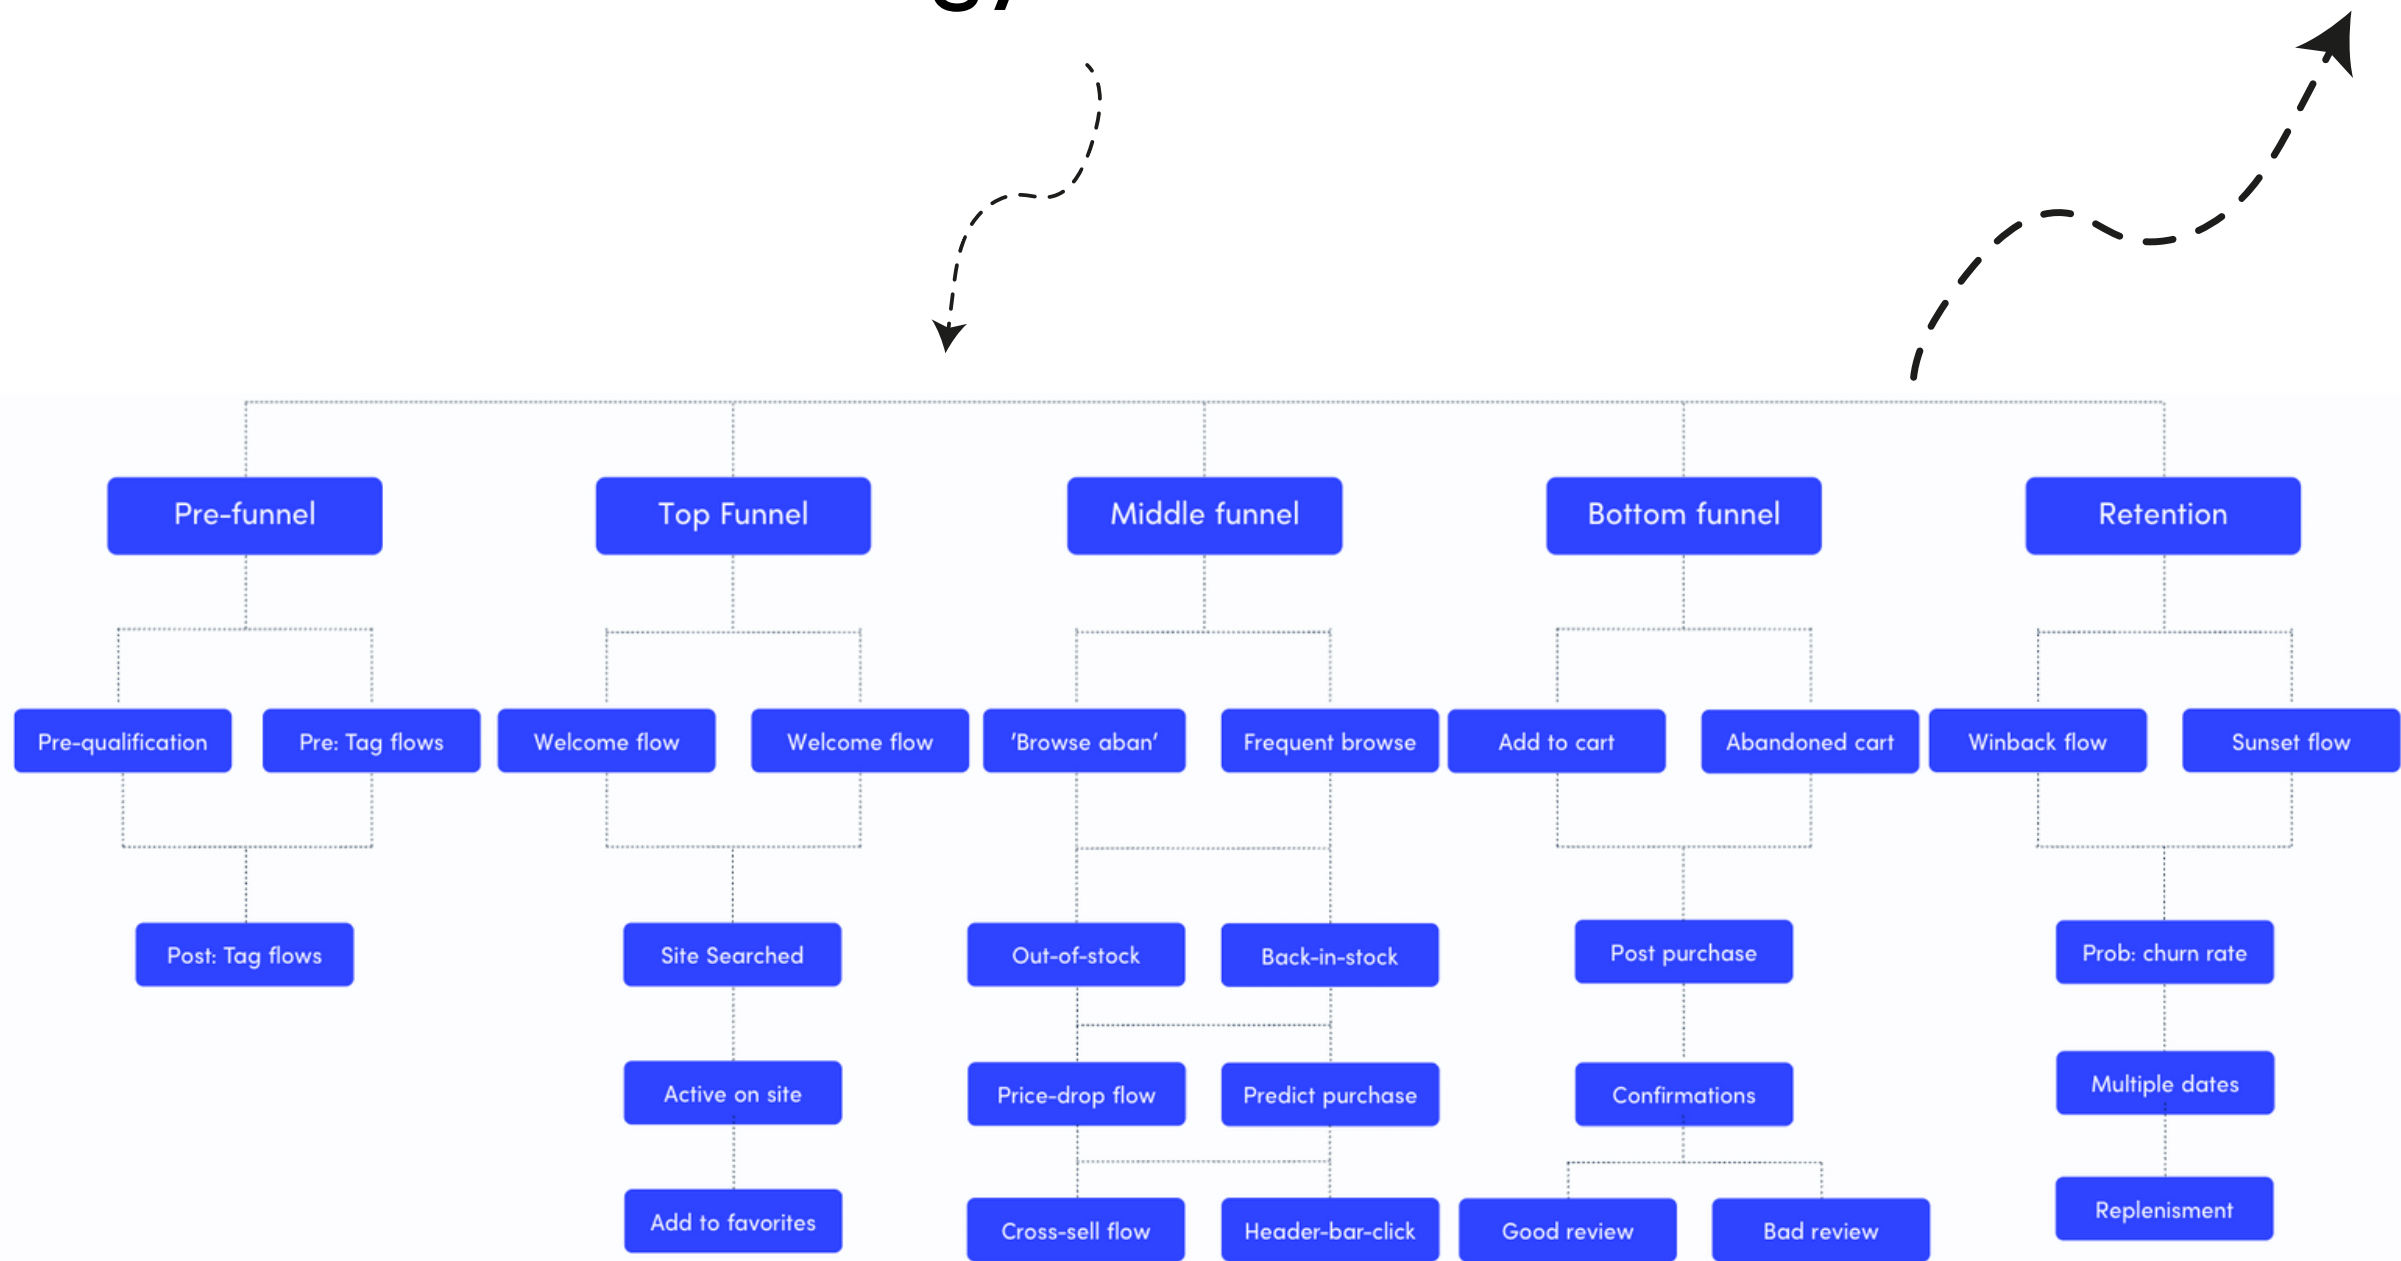 Pre-funnel
Top Funnel
Middle funnel
Bottom funnel
Retention
Pre-qualification
Pre: Tag flows
Welcome flow
Welcome flow
'Browse aban'
Frequent browse
Add to cart
Abandoned cart
Winback flow
Sunset flow
Post: Tag flows
Site Searched
Out-of-stock
Back-in-stock
Post purchase
Prob: churn rate
Active on site
Price-drop flow
Predict purchase
Confirmations
Multiple dates
Add to favorites
Cross-sell flow
Header-bar-click
Good review
Bad review
Replenisment